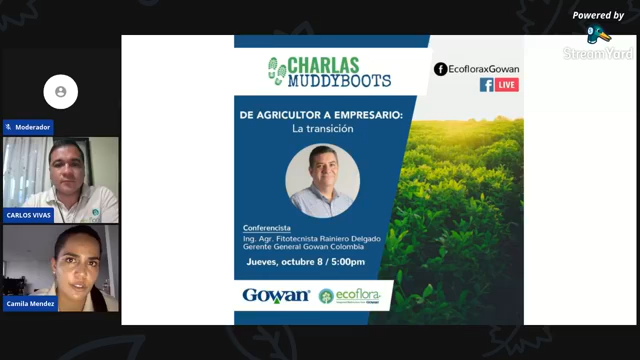 Powered by
StreamYard
CHARLAS
MUDDYBOOTS
EcofloraxGowan
LIVE
DE AGRICULTOR A EMPRESARIO:
La transición
Moderador
CARLOS VIVAS
Camila Mendez
Conferencista
Ing. Agr. Fitotecnista Rainiero Delgado
Gerente General Gowan Colombia
Jueves, octubre 8 / 5:00pm
Gowan
ecoflora